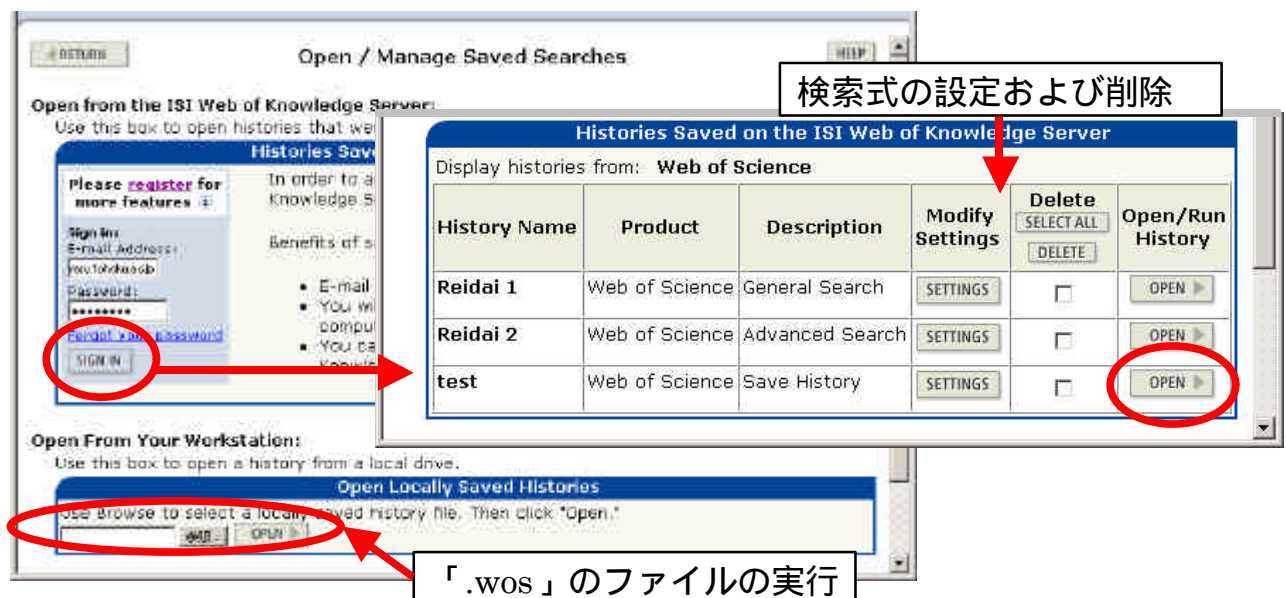 RETURN
Open / Manage Saved Searches
HELP
検索式の設定および削除
Open from the ISI Web of Knowledge Server:
Use this box to open histories that we
Histories Save
Please register for
more features
In order to a
Knowledge S
Sign In:
E-mail Address:
Benefits of s
Password:
••••••••
Forgot your password
SIGN IN
• E-mail
• You wi
compu
• You ca
Knowle
Histories Saved on the ISI Web of Knowledge Server
Display histories from: Web of Science
History Name Product Description Modify Settings Delete SELECT ALL DELETE Open/Run History
Reidai 1 Web of Science General Search SETTINGS OPEN
Reidai 2 Web of Science Advanced Search SETTINGS OPEN
test Web of Science Save History SETTINGS OPEN
Open From Your Workstation:
Use this box to open a history from a local drive.
Open Locally Saved Histories
Use Browse to select a locally saved history file. Then click "Open."
OPEN
「.wos」のファイルの実行